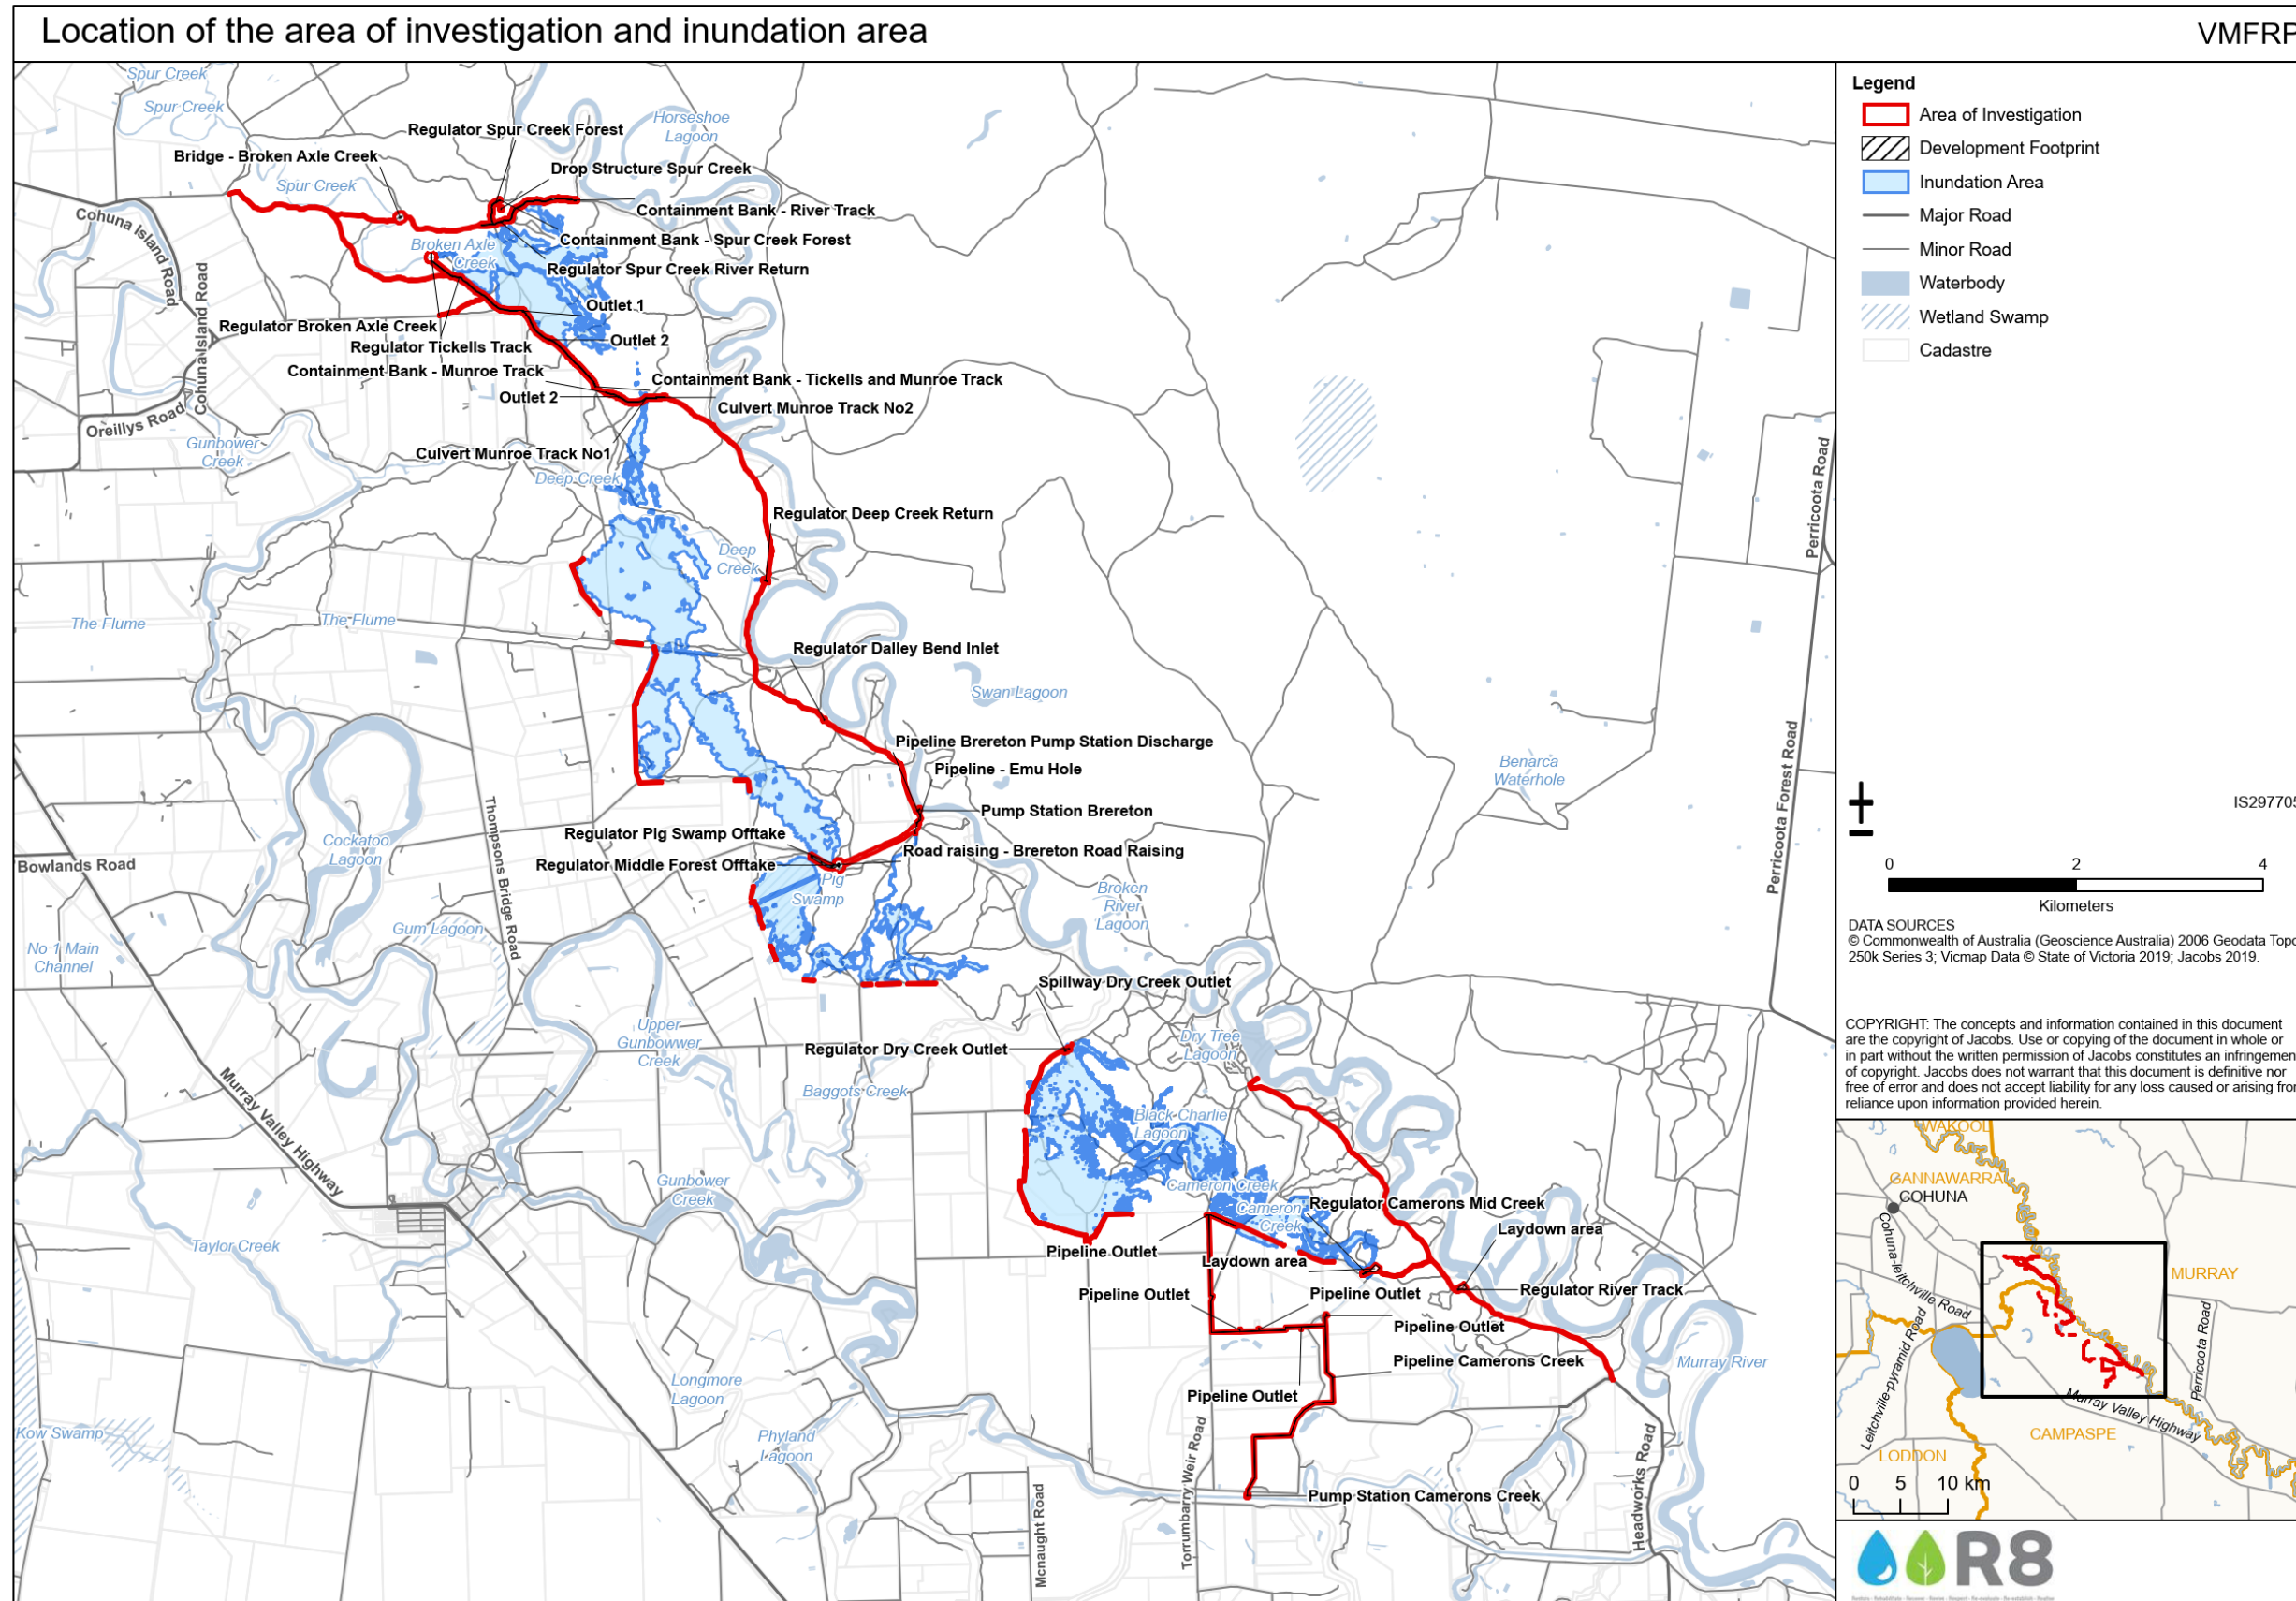 Location of the area of investigation and inundation area
VMFRP
Spur Creek
Spur Creek
Horseshoe
Lagoon
Regulator Spur Creek Forest
Bridge - Broken Axle Creek
Drop Structure Spur Creek
Spur Creek
Containment Bank - River Track
Cohuna Island Road
Containment Bank - Spur Creek Forest
Broken Axle
Creek
Regulator Spur Creek River Return
Cohuna Island Road
Outlet 1
Regulator Broken Axle Creek
Outlet 2
Regulator Tickells Track
Containment Bank - Munroe Track
Containment Bank - Tickells and Munroe Track
Outlet 2
Culvert Munroe Track No2
Oreillys Road
Gunbower
Creek
Culvert Munroe Track No1
Deep Creek
Regulator Deep Creek Return
Perricoota Road
Deep
Creek
The Flume
The Flume
Regulator Dalley Bend Inlet
Swan Lagoon
Pipeline Brereton Pump Station Discharge
Pipeline - Emu Hole
Benarca
Waterhole
Pump Station Brereton
Perricoota Forest Road
Thompsons Bridge Road
Regulator Pig Swamp Offtake
Cockatoo
Lagoon
Road raising - Brereton Road Raising
Bowlands Road
Regulator Middle Forest Offtake
Pig
Swamp
Broken
River
Lagoon
Gum Lagoon
No 1 Main
Channel
Spillway Dry Creek Outlet
Upper
Gunbowwer
Creek
Dry Tree
Lagoon
Regulator Dry Creek Outlet
Baggots Creek
Murray Valley Highway
Black Charlie
Lagoon
Gunbower
Creek
Cameron Creek
Cameron
Creek
Regulator Camerons Mid Creek
Laydown area
Taylor Creek
Pipeline Outlet
Laydown area
Pipeline Outlet
Pipeline Outlet
Regulator River Track
Pipeline Outlet
Pipeline Camerons Creek
Murray River
Longmore
Lagoon
Pipeline Outlet
Kow Swamp
Phyland
Lagoon
Torrumbarry Weir Road
Headworks Road
Mcnaught Road
Pump Station Camerons Creek
Legend
Area of Investigation
Development Footprint
Inundation Area
Major Road
Minor Road
Waterbody
Wetland Swamp
Cadastre
IS297705
0 2 4
Kilometers
DATA SOURCES
© Commonwealth of Australia (Geoscience Australia) 2006 Geodata Topo
250k Series 3; Vicmap Data © State of Victoria 2019; Jacobs 2019.
COPYRIGHT: The concepts and information contained in this document
are the copyright of Jacobs. Use or copying of the document in whole or
in part without the written permission of Jacobs constitutes an infringemen
of copyright. Jacobs does not warrant that this document is definitive nor
free of error and does not accept liability for any loss caused or arising from
reliance upon information provided herein.
WAKOOL
GANNAWARRA
COHUNA
Cohuna-leitchville Road
MURRAY
Leitchville-pyramid Road
Perricoota Road
Murray Valley Highway
CAMPASPE
LODDON
0 5 10 km
R8